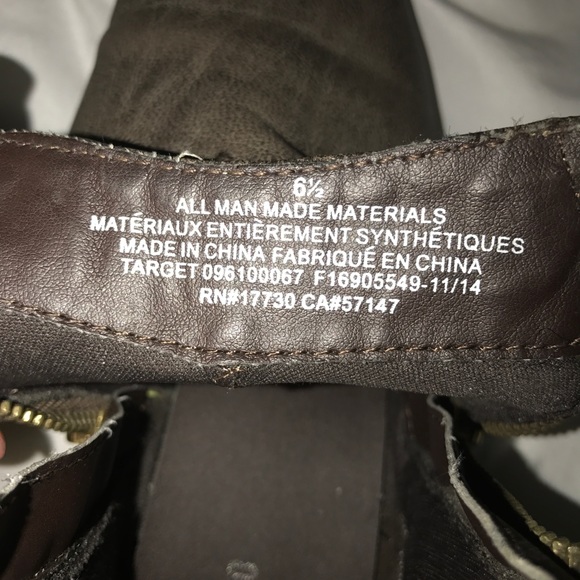 6½
ALL MAN MADE MATERIALS
MATÉRIAUX ENTIÈREMENT SYNTHÉTIQUES
MADE IN CHINA FABRIQUÉ EN CHINA
TARGET 096100067 F16905549-11/14
RN#17730 CA#57147